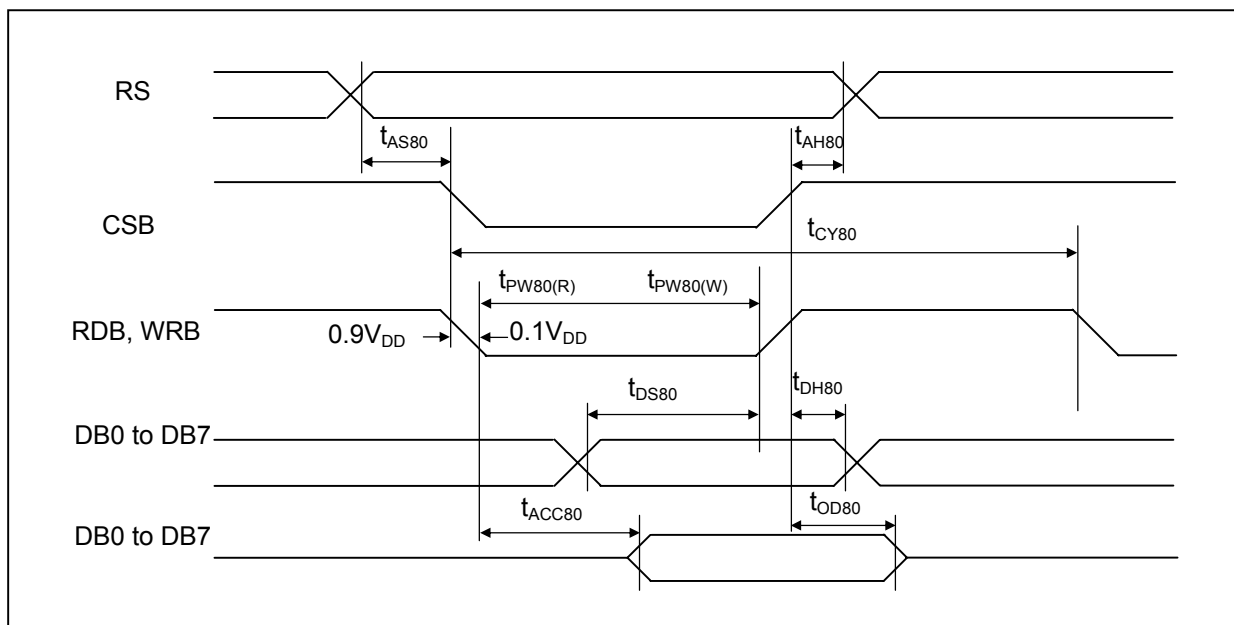 RS
tAS80
tAH80
CSB
tCY80
tPW80(R) tPW80(W)
RDB, WRB
0.9VDD 0.1VDD
tDS80
tDH80
DB0 to DB7
tACC80
tOD80
DB0 to DB7